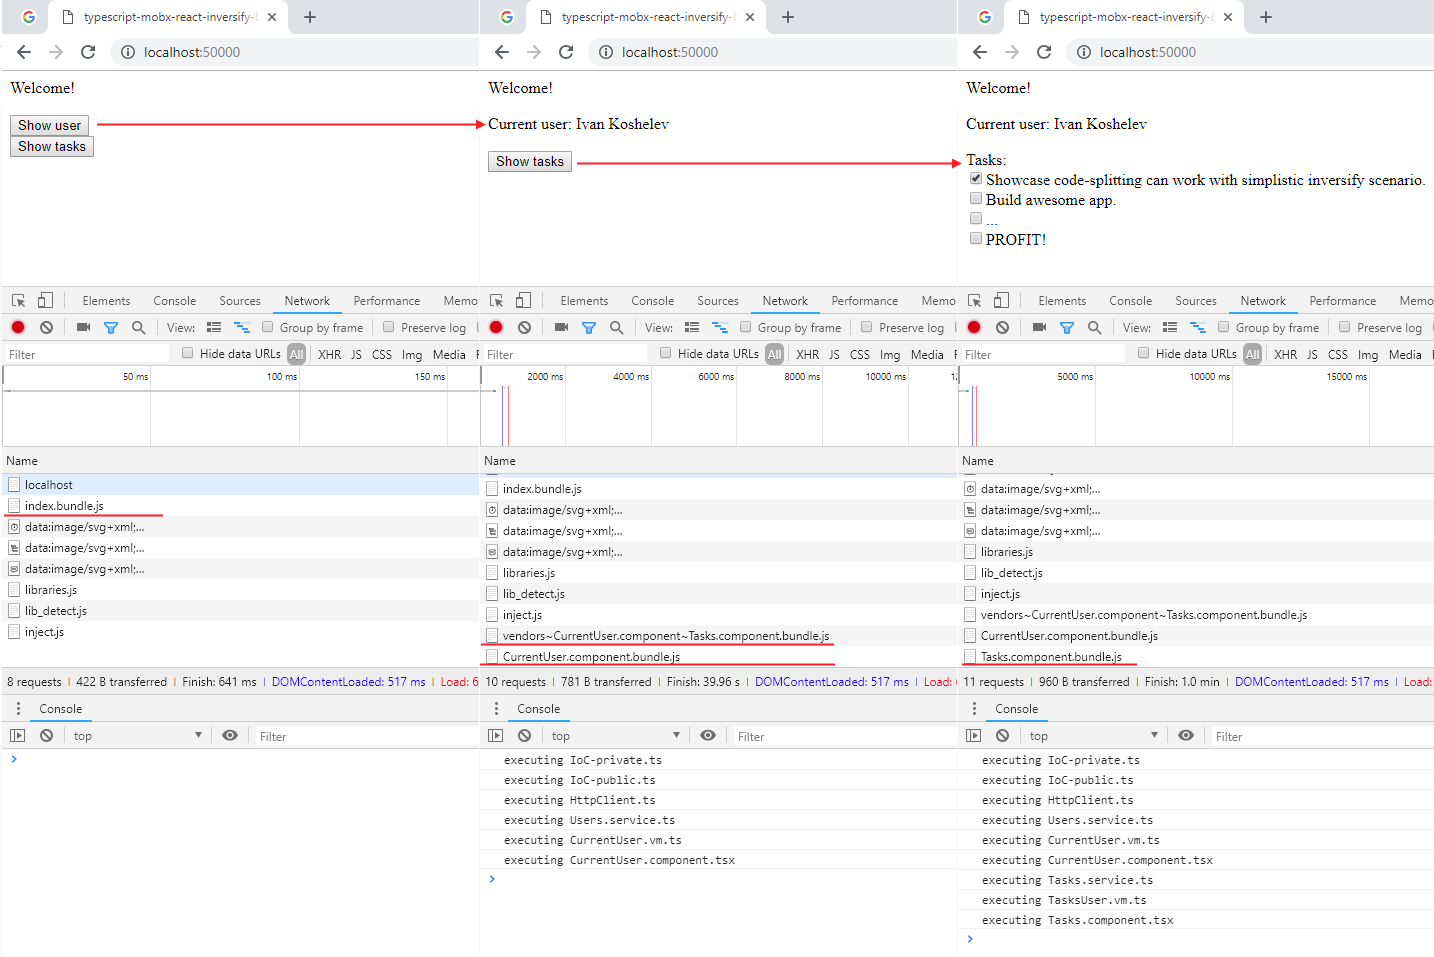 typescript-mobx-react-inversify-b
localhost:50000
Welcome!
Show user
Show tasks
Elements Console Sources Network Performance Memo
View: Group by frame Preserve log
Filter Hide data URLs All XHR JS CSS Img Media F
50 ms 100 ms 150 ms
Name
localhost
index.bundle.js
data:image/svg+xml;...
data:image/svg+xml;...
data:image/svg+xml;...
libraries.js
lib_detect.js
inject.js
8 requests 422 B transferred Finish: 641 ms DOMContentLoaded: 517 ms Load: 6
Console
top Filter
typescript-mobx-react-inversify-b
localhost:50000
Welcome!
Current user: Ivan Koshelev
Show tasks
Elements Console Sources Network Performance Memo
View: Group by frame Preserve log
Filter Hide data URLs All XHR JS CSS Img Media F
2000 ms 4000 ms 6000 ms 8000 ms 10000 ms 12
Name
index.bundle.js
data:image/svg+xml;...
data:image/svg+xml;...
data:image/svg+xml;...
libraries.js
lib_detect.js
inject.js
vendors~CurrentUser.component~Tasks.component.bundle.js
CurrentUser.component.bundle.js
10 requests 781 B transferred Finish: 39.96 s DOMContentLoaded: 517 ms Load:
Console
top Filter
executing IoC-private.ts
executing IoC-public.ts
executing HttpClient.ts
executing Users.service.ts
executing CurrentUser.vm.ts
executing CurrentUser.component.tsx
typescript-mobx-react-inversify-b
localhost:50000
Welcome!
Current user: Ivan Koshelev
Tasks:
Showcase code-splitting can work with simplistic inversify scenario.
Build awesome app.
...
PROFIT!
Elements Console Sources Network Performance Memo
View: Group by frame Preserve log
Filter Hide data URLs All XHR JS CSS Img Media F
5000 ms 10000 ms 15000 ms
Name
data:image/svg+xml;...
data:image/svg+xml;...
data:image/svg+xml;...
libraries.js
lib_detect.js
inject.js
vendors~CurrentUser.component~Tasks.component.bundle.js
CurrentUser.component.bundle.js
Tasks.component.bundle.js
11 requests 960 B transferred Finish: 1.0 min DOMContentLoaded: 517 ms Load:
Console
top Filter
executing IoC-private.ts
executing IoC-public.ts
executing HttpClient.ts
executing Users.service.ts
executing CurrentUser.vm.ts
executing CurrentUser.component.tsx
executing Tasks.service.ts
executing TasksUser.vm.ts
executing Tasks.component.tsx